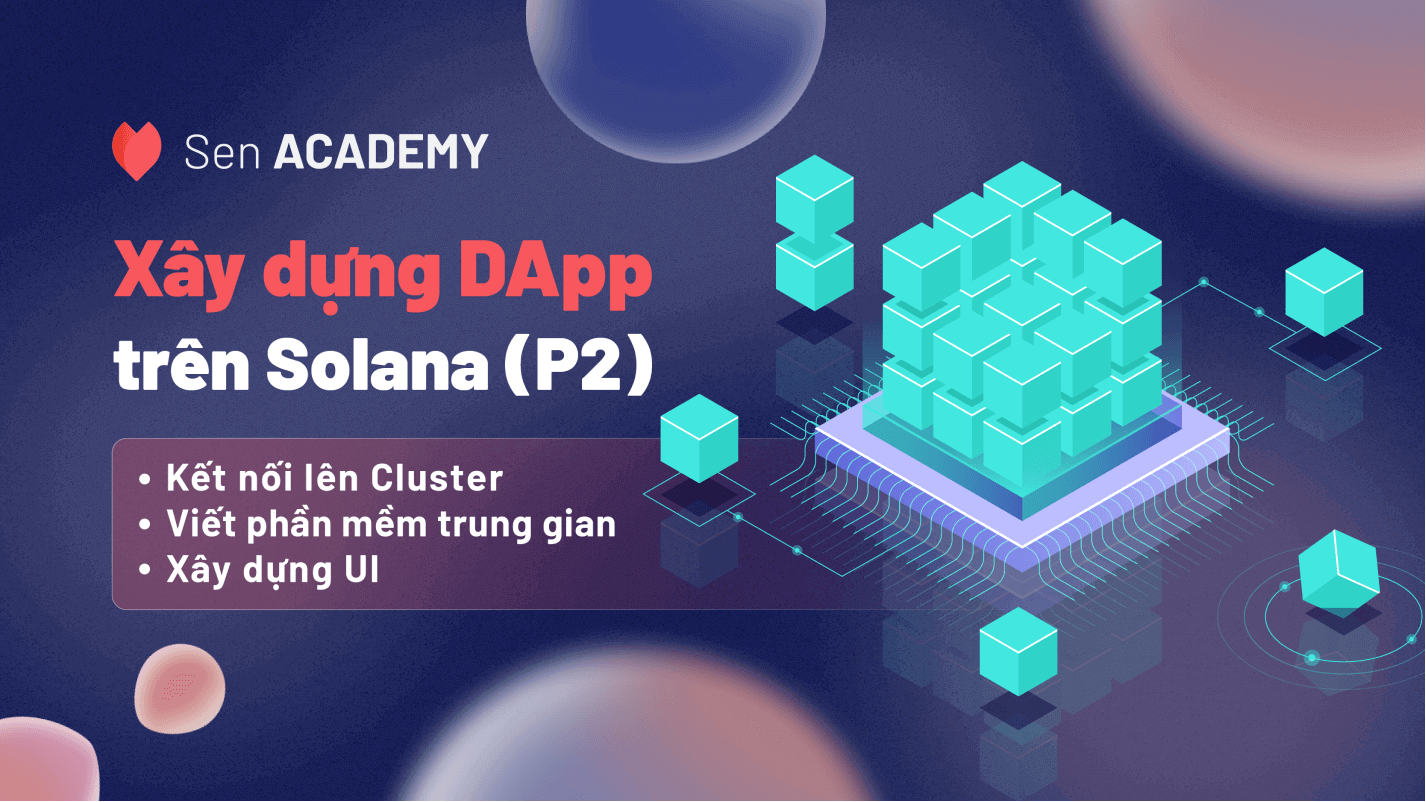 Sen ACADEMY
Xây dựng DApp
trên Solana (P2)
• Kết nối lên Cluster
• Viết phần mềm trung gian
• Xây dựng UI